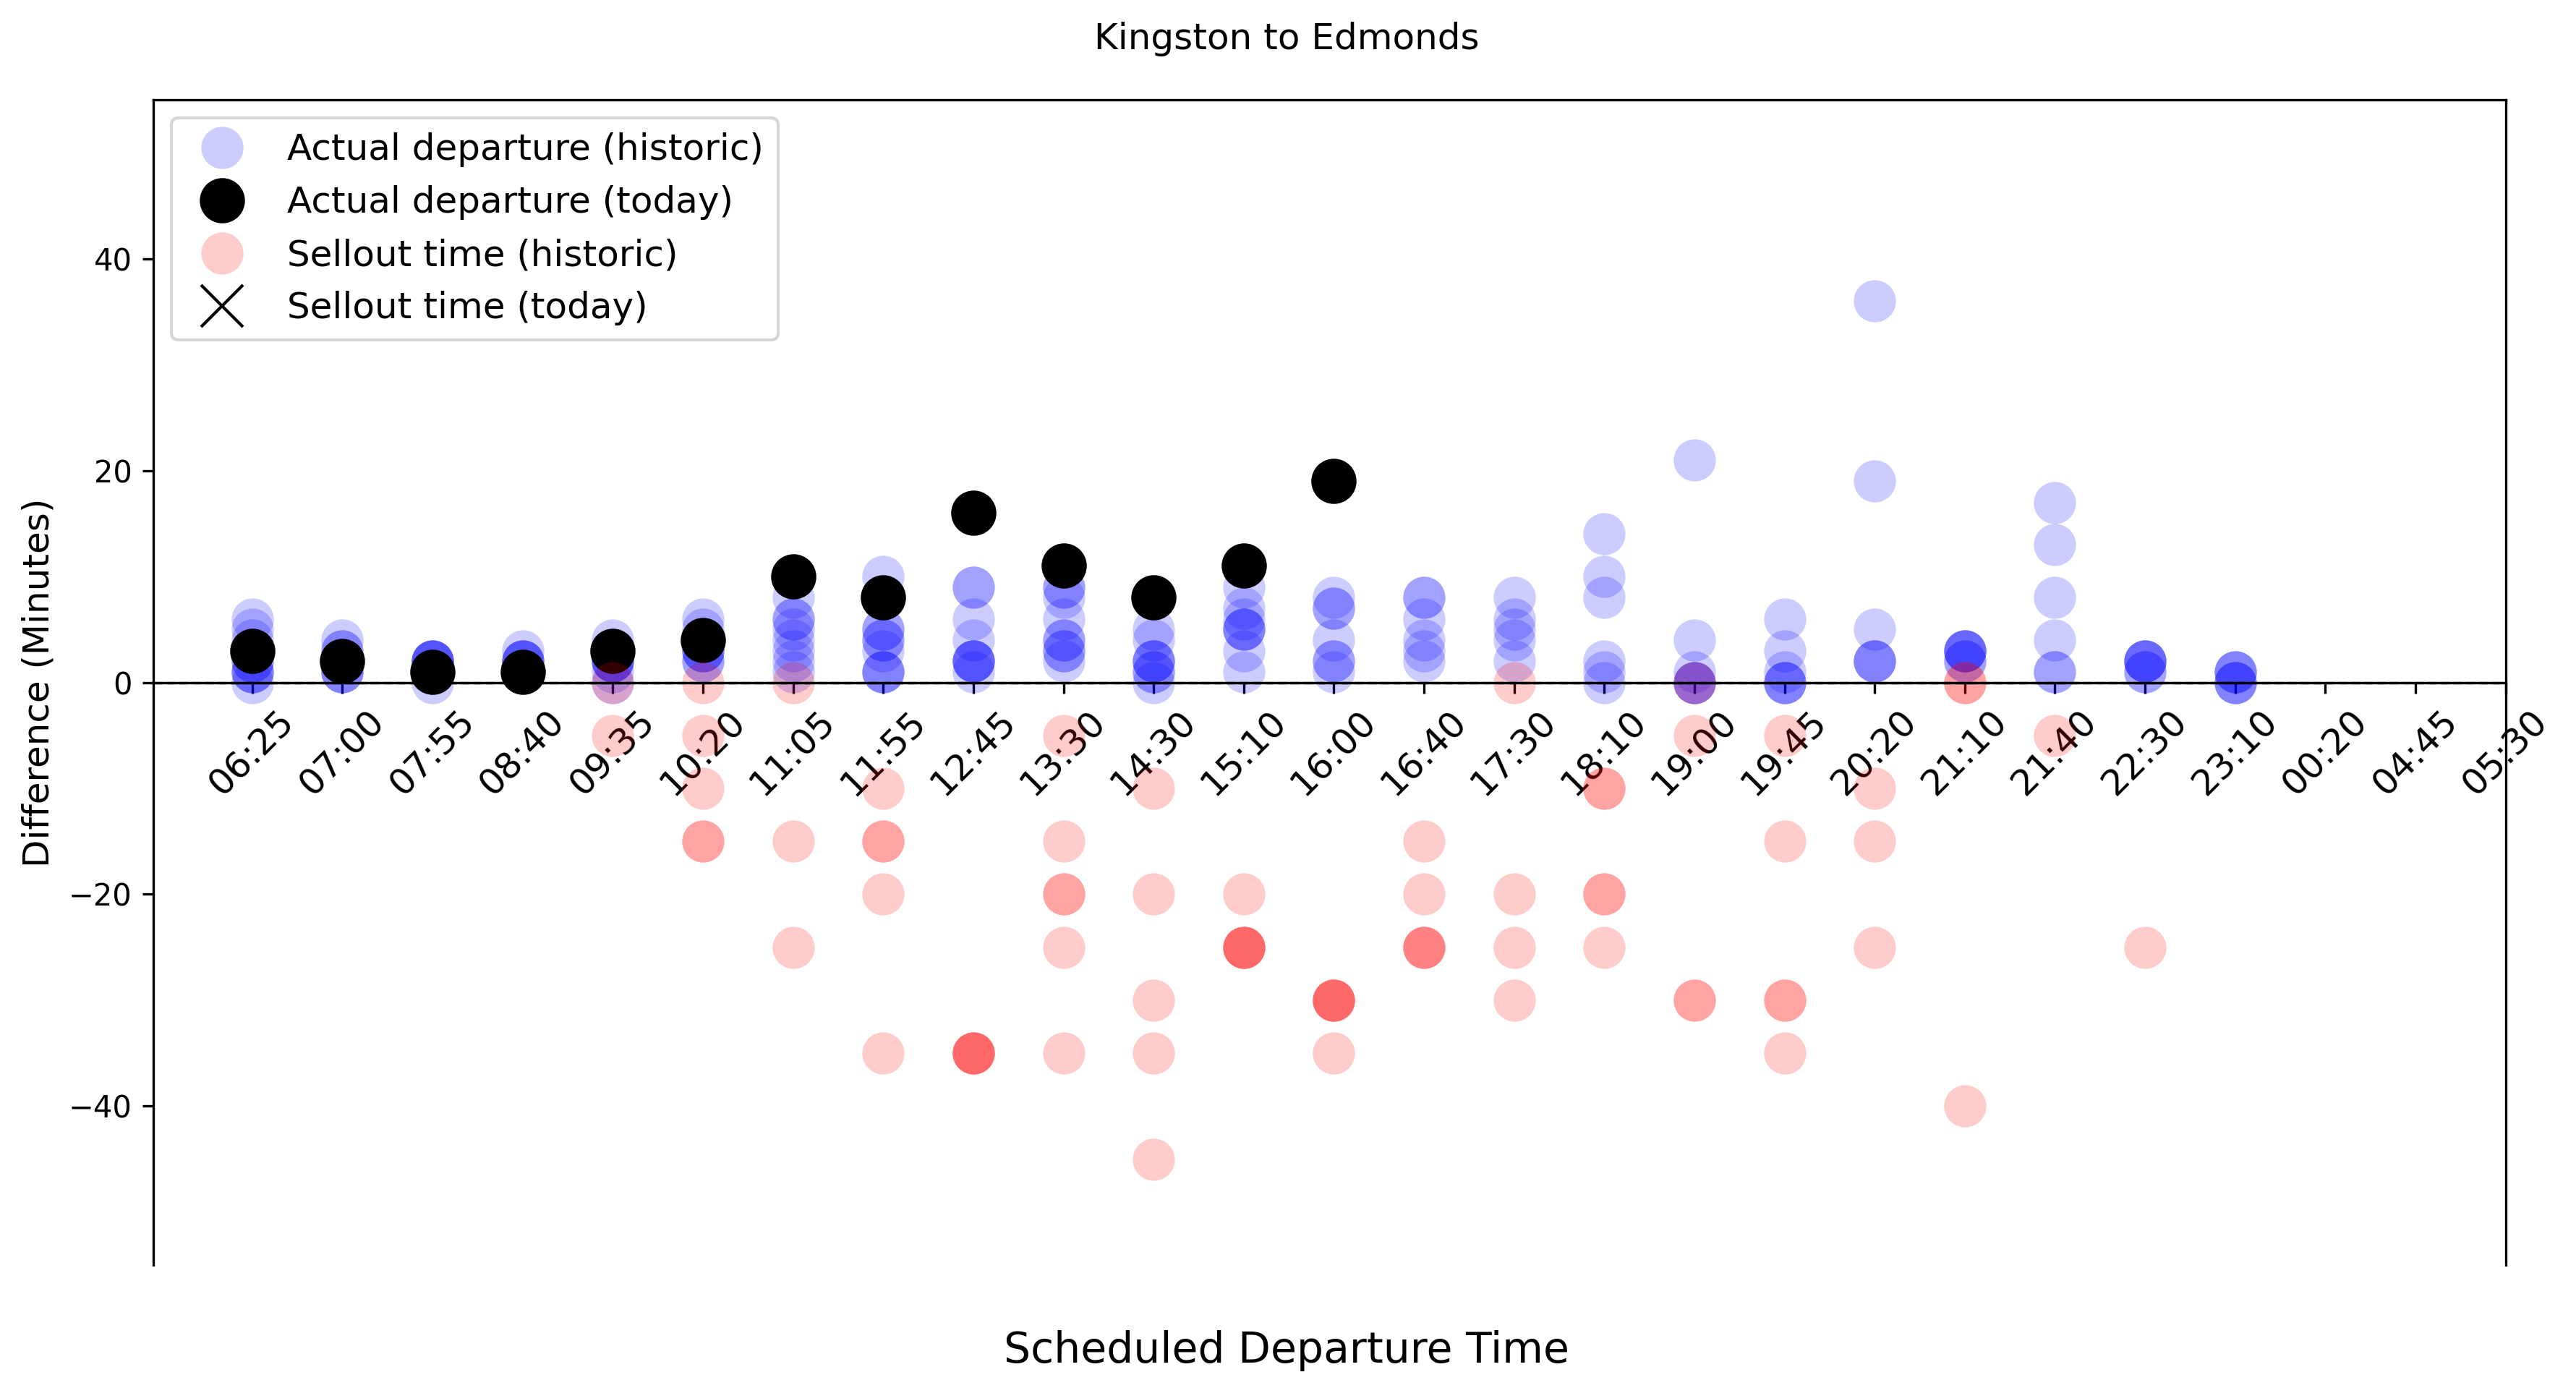 Kingston to Edmonds
Actual departure (historic)
Actual departure (today)
Sellout time (historic)
Sellout time (today)
Difference (Minutes)
40
20
0
−20
−40
06:25 07:00 07:55 08:40 09:35 10:20 11:05 11:55 12:45 13:30 14:30 15:10 16:00 16:40 17:30 18:10 19:00 19:45 20:20 21:10 21:40 22:30 23:10 00:20 04:45 05:30
Scheduled Departure Time